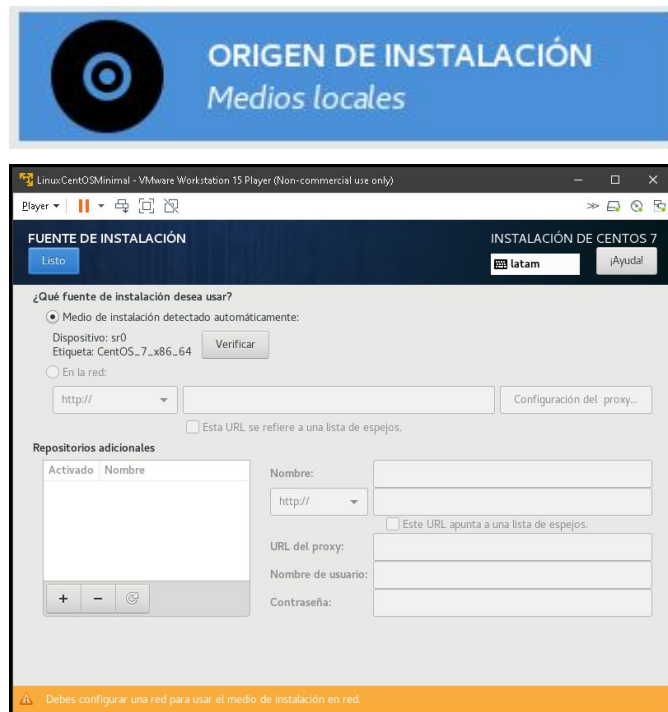 ORIGEN DE INSTALACIÓN
Medios locales
LinuxCentOSMinimal - VMware Workstation 15 Player (Non-commercial use only)
Player
FUENTE DE INSTALACIÓN
INSTALACIÓN DE CENTOS 7
Listo
latam
¡Ayuda!
¿Qué fuente de instalación desea usar?
Medio de instalación detectado automáticamente:
Dispositivo: sr0
Etiqueta: CentOS_7_x86_64
Verificar
En la red:
http://
Configuración del proxy...
Esta URL se refiere a una lista de espejos.
Repositorios adicionales
Activado Nombre
Nombre:
http://
Este URL apunta a una lista de espejos.
URL del proxy:
Nombre de usuario:
Contraseña:
Debes configurar una red para usar el medio de instalación en red.